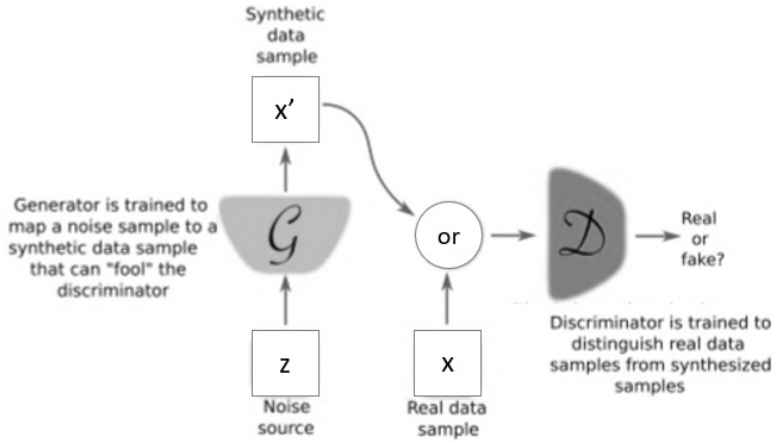 Synthetic
data
sample
x’
Generator is trained to
map a noise sample to a
synthetic data sample
that can "fool" the
discriminator
G
or
D
Real
or
fake?
z
x
Noise
source
Real data
sample
Discriminator is trained to
distinguish real data
samples from synthesized
samples